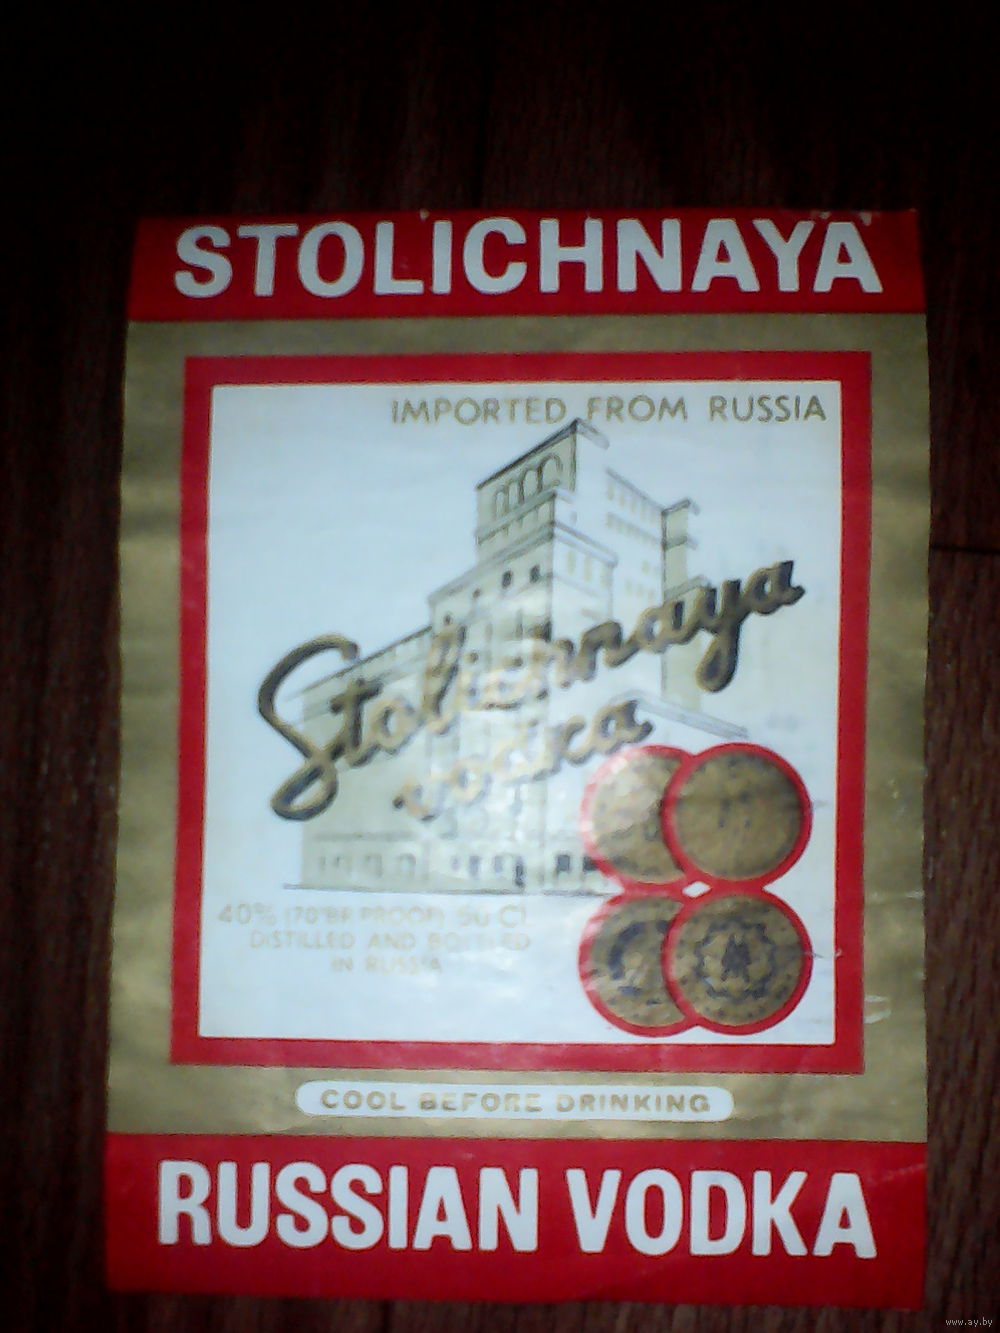 STOLICHNAYA
IMPORTED FROM RUSSIA
Stolichnaya
vodka
40% (70°BR PROOF) 50 Cl
DISTILLED AND BOTTLED
IN RUSSIA
COOL BEFORE DRINKING
RUSSIAN VODKA
www.ay.by